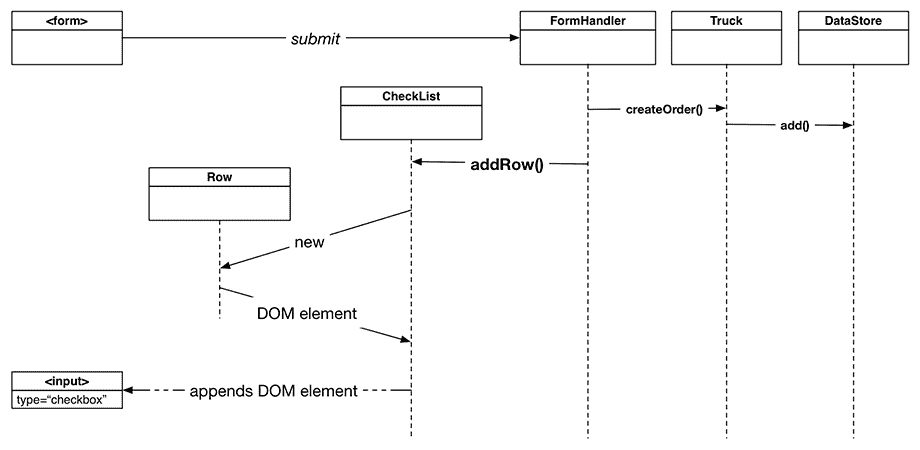 <form>
submit
FormHandler
Truck
DataStore
CheckList
createOrder()
add()
addRow()
Row
new
DOM element
<input>
type=“checkbox”
appends DOM element